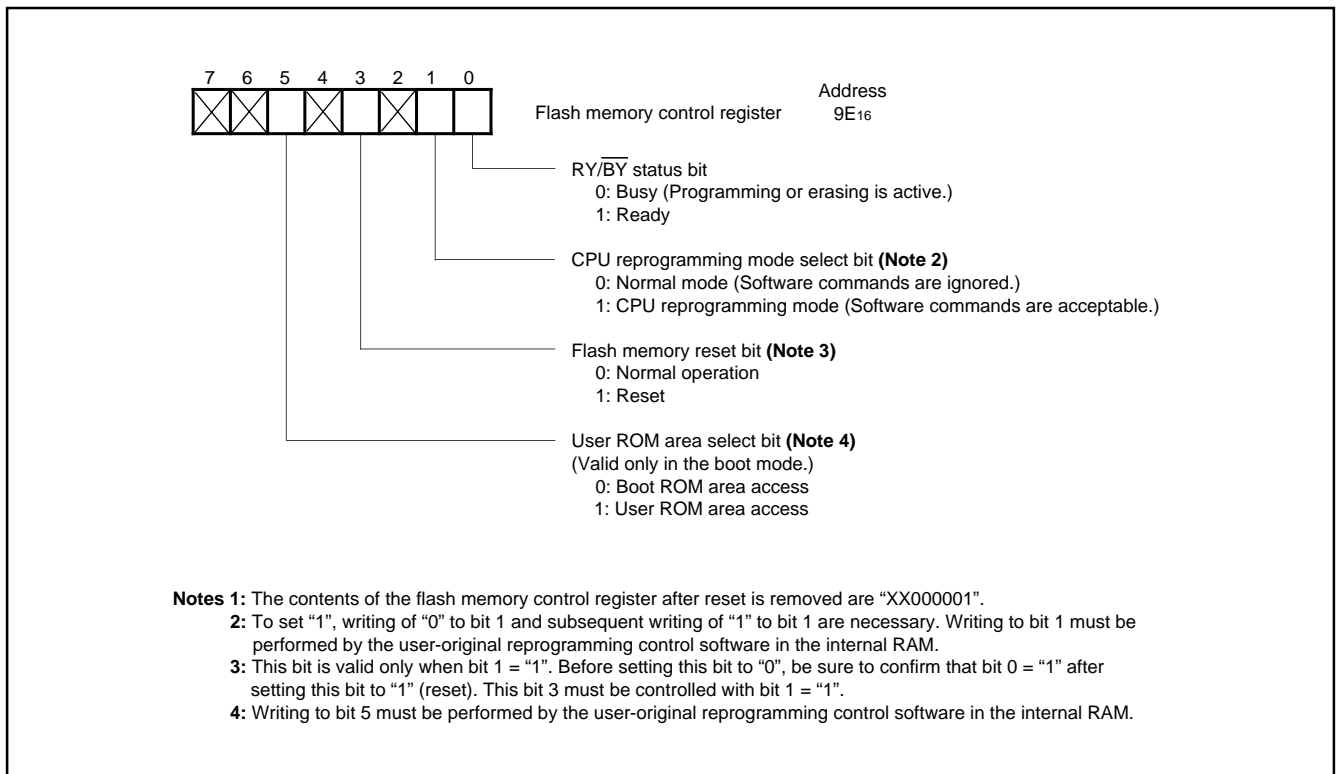 7 6 5 4 3 2 1 0
Flash memory control register
Address
9E16
RY/BY status bit
0: Busy (Programming or erasing is active.)
1: Ready
CPU reprogramming mode select bit (Note 2)
0: Normal mode (Software commands are ignored.)
1: CPU reprogramming mode (Software commands are acceptable.)
Flash memory reset bit (Note 3)
0: Normal operation
1: Reset
User ROM area select bit (Note 4)
(Valid only in the boot mode.)
0: Boot ROM area access
1: User ROM area access
Notes 1: The contents of the flash memory control register after reset is removed are “XX000001”.
2: To set “1”, writing of “0” to bit 1 and subsequent writing of “1” to bit 1 are necessary. Writing to bit 1 must be
performed by the user-original reprogramming control software in the internal RAM.
3: This bit is valid only when bit 1 = “1”. Before setting this bit to “0”, be sure to confirm that bit 0 = “1” after
setting this bit to “1” (reset). This bit 3 must be controlled with bit 1 = “1”.
4: Writing to bit 5 must be performed by the user-original reprogramming control software in the internal RAM.